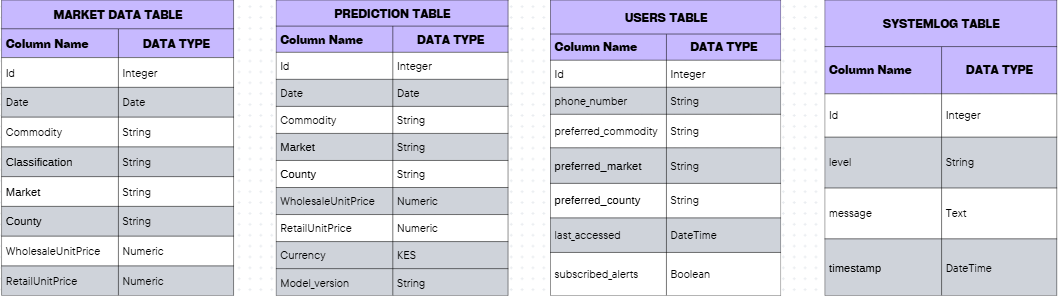 MARKET DATA TABLE
Column Name DATA TYPE
Id Integer
Date Date
Commodity String
Classification String
Market String
County String
WholesaleUnitPrice Numeric
RetailUnitPrice Numeric
PREDICTION TABLE
Column Name DATA TYPE
Id Integer
Date Date
Commodity String
Market String
County String
WholesaleUnitPrice Numeric
RetailUnitPrice Numeric
Currency KES
Model_version String
USERS TABLE
Column Name DATA TYPE
Id Integer
phone_number String
preferred_commodity String
preferred_market String
preferred_county String
last_accessed DateTime
subscribed_alerts Boolean
SYSTEMLOG TABLE
Column Name DATA TYPE
Id Integer
level String
message Text
timestamp DateTime